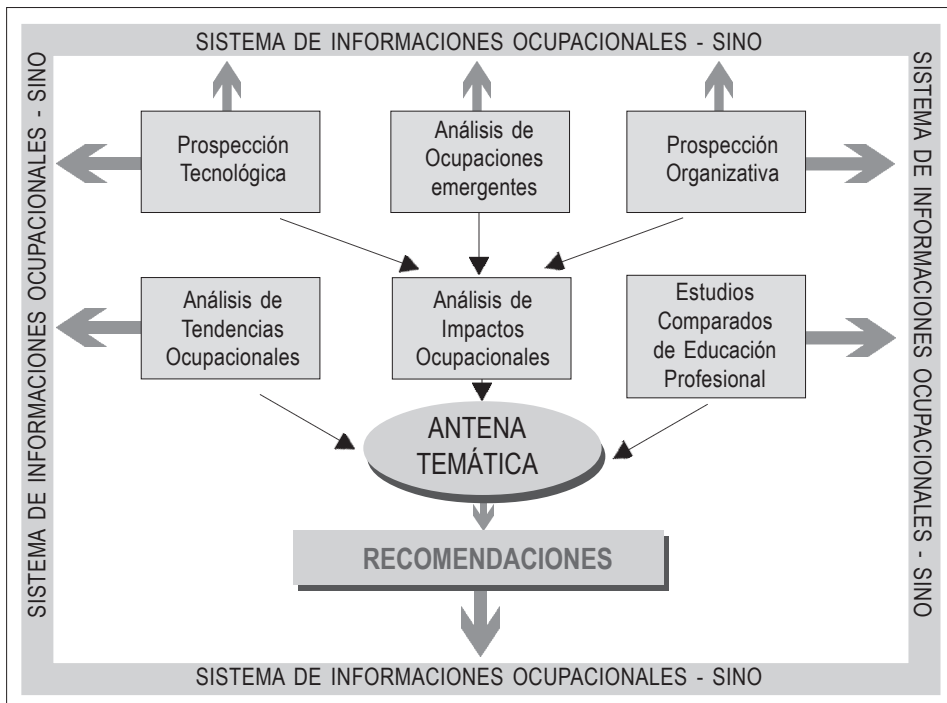 SISTEMA DE INFORMACIONES OCUPACIONALES - SINO
SISTEMA DE INFORMACIONES OCUPACIONALES - SINO
Prospección
Tecnológica
Análisis de
Ocupaciones
emergentes
Prospección
Organizativa
SISTEMA DE INFORMACIONES OCUPACIONALES - SINO
Análisis de
Tendencias
Ocupacionales
Análisis de
Impactos
Ocupacionales
Estudios
Comparados
de Educación
Profesional
ANTENA
TEMÁTICA
RECOMENDACIONES
SISTEMA DE INFORMACIONES OCUPACIONALES - SINO